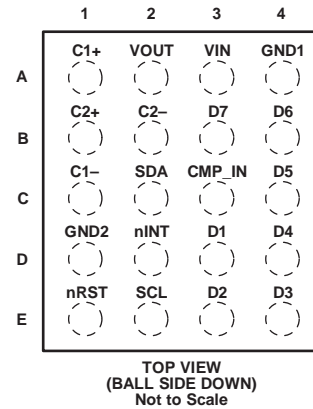 1 2 3 4
C1+ VOUT VIN GND1
A
C2+ C2– D7 D6
B
C1– SDA CMP_IN D5
C
GND2 nINT D1 D4
D
nRST SCL D2 D3
E
TOP VIEW
(BALL SIDE DOWN)
Not to Scale